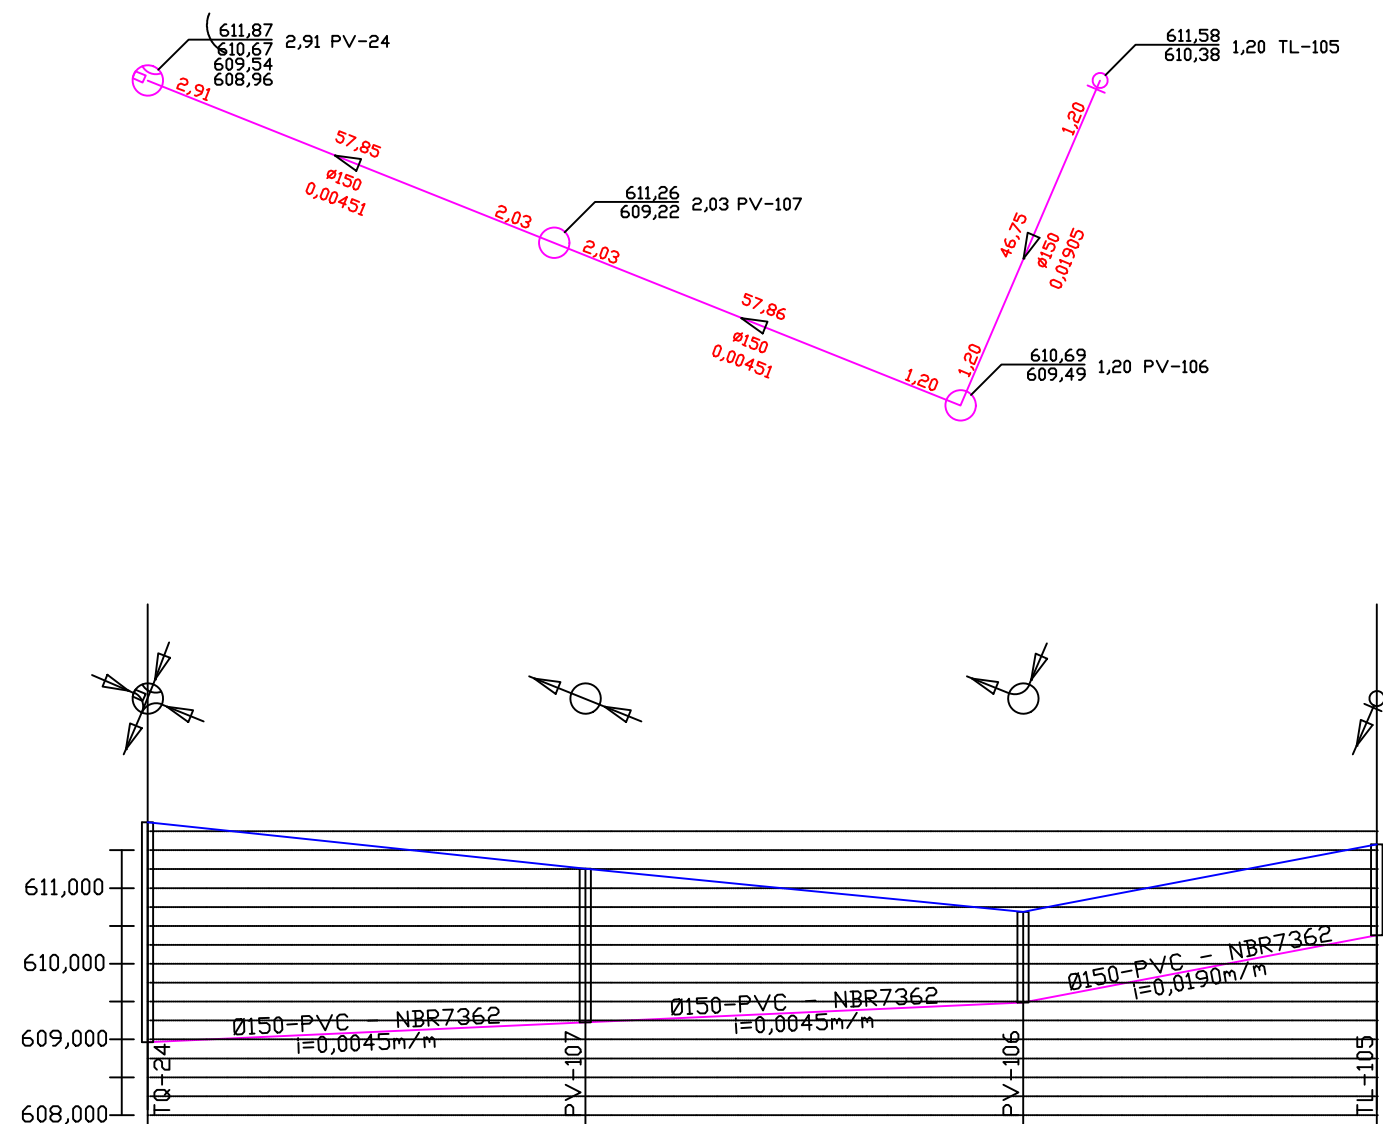 611,87
610,67
609,54
608,96
2,91 PV-24
611,58
610,38
1,20 TL-105
2,91
57,85
ø150
0,00451
1,20
611,26
609,22
2,03 PV-107
2,03
2,03
46,75
ø150
0,01905
57,86
ø150
0,00451
1,20
1,20
610,69
609,49
1,20 PV-106
611,000
610,000
609,000
608,000
Ø150-PVC - NBR7362
i=0,0045m/m
Ø150-PVC - NBR7362
i=0,0045m/m
Ø150-PVC - NBR7362
i=0,0190m/m
TQ-24
PV-107
PV-106
TL-105